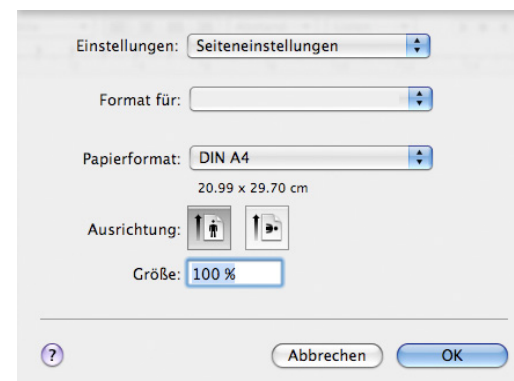 Einstellungen: Seiteneinstellungen
Format für:
Papierformat: DIN A4
20.99 x 29.70 cm
Ausrichtung:
Größe: 100 %
? Abbrechen OK